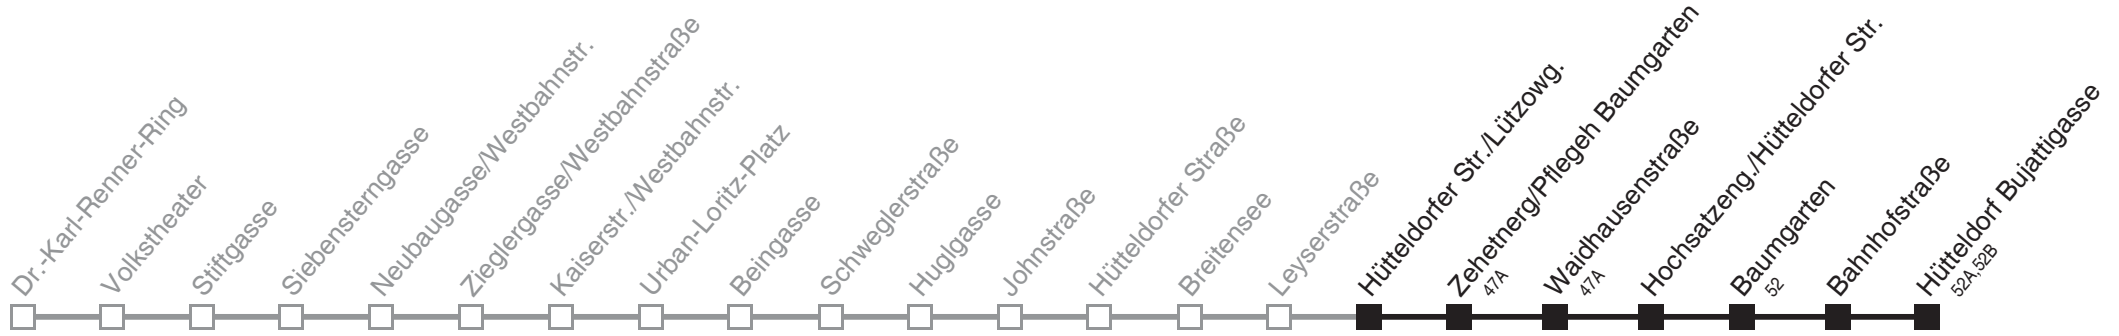 Dr.-Karl-Renner-Ring
Volkstheater
Stiftgasse
Siebensterngasse
Neubaugasse/Westbahnstr.
Zieglergasse/Westbahnstraße
Kaiserstr./Westbahnstr.
Urban-Loritz-Platz
Beingasse
Schweglerstraße
Huglgasse
Johnstraße
Hütteldorfer Straße
Breitensee
Leyserstraße
Hütteldorfer Str./Lützowg.
Zehetnerg/Pflegeh Baumgarten
47A
Waidhausenstraße
47A
Hochsatzeng./Hütteldorfer Str.
Baumgarten
52
Bahnhofstraße
Hütteldorf Bujattigasse
52A,52B